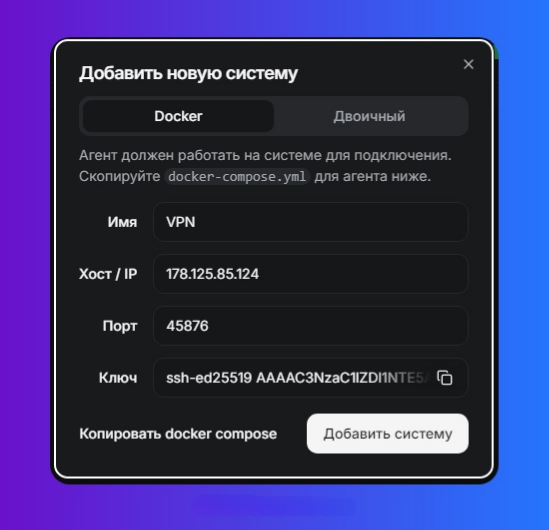 Добавить новую систему
Docker
Двоичный
Агент должен работать на системе для подключения.
Скопируйте docker-compose.yml для агента ниже.
Имя
VPN
Хост / IP
178.125.85.124
Порт
45876
Ключ
ssh-ed25519 AAAAC3NzaC1lZDI1NTE5A
Копировать docker compose
Добавить систему